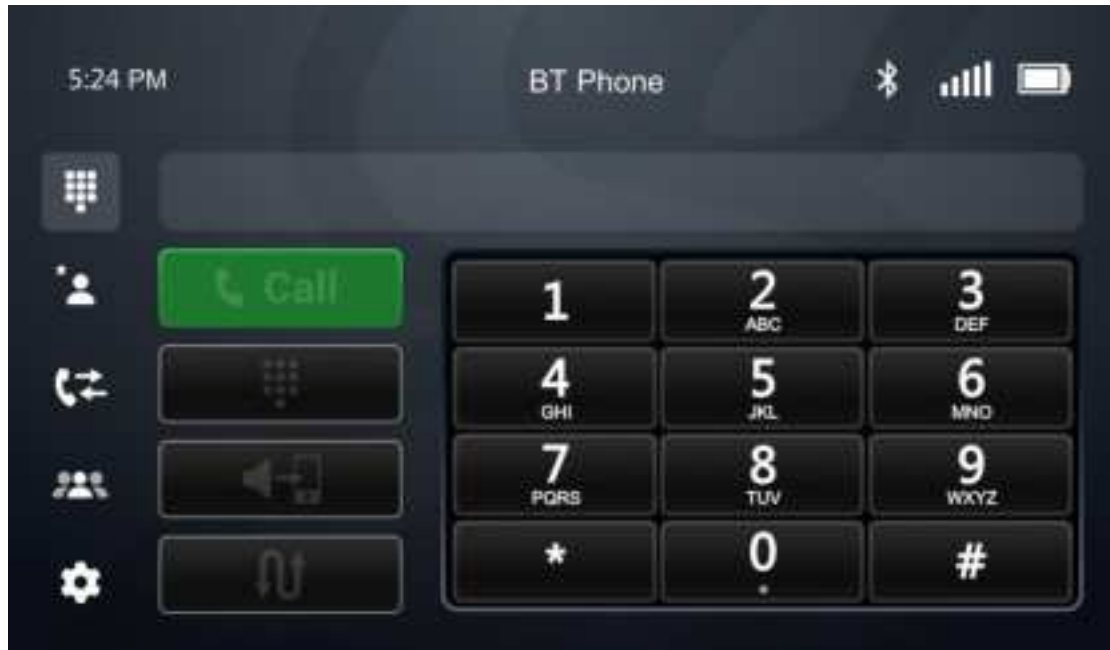 5:24 PM BT Phone
Call
1 2 3
ABC DEF
4 5 6
GHI JKL MNO
7 8 9
PQRS TUV WXYZ
* 0 #